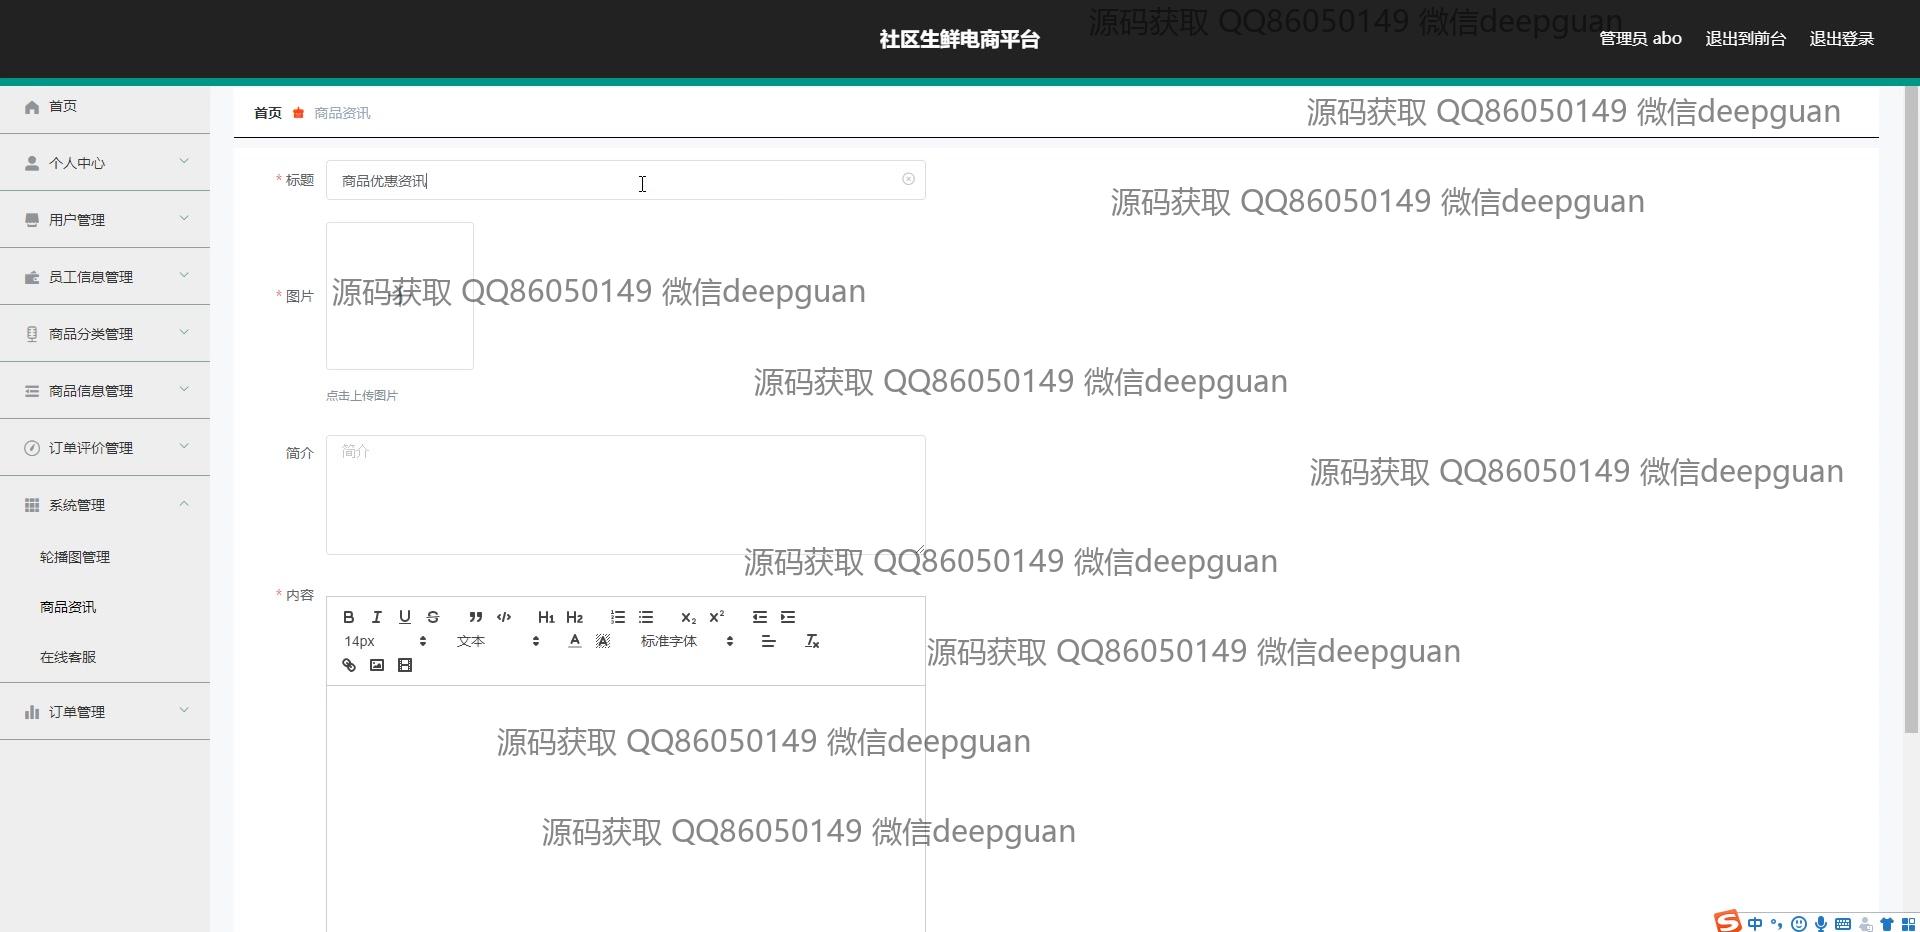 社区生鲜电商平台
源码获取 QQ86050149 微信deepguan
管理员 abo 退出到前台 退出登录
首页
个人中心
用户管理
员工信息管理
商品分类管理
商品信息管理
订单评价管理
系统管理
轮播图管理
商品资讯
在线客服
订单管理
首页 商品资讯
源码获取 QQ86050149 微信deepguan
* 标题 商品优惠资讯
源码获取 QQ86050149 微信deepguan
* 图片
源码获取 QQ86050149 微信deepguan
点击上传图片
源码获取 QQ86050149 微信deepguan
简介 简介
源码获取 QQ86050149 微信deepguan
源码获取 QQ86050149 微信deepguan
* 内容
B I U S H1 H2 X2 X2
14px 文本 A A 标准字体 Tx
源码获取 QQ86050149 微信deepguan
源码获取 QQ86050149 微信deepguan
源码获取 QQ86050149 微信deepguan
S 中